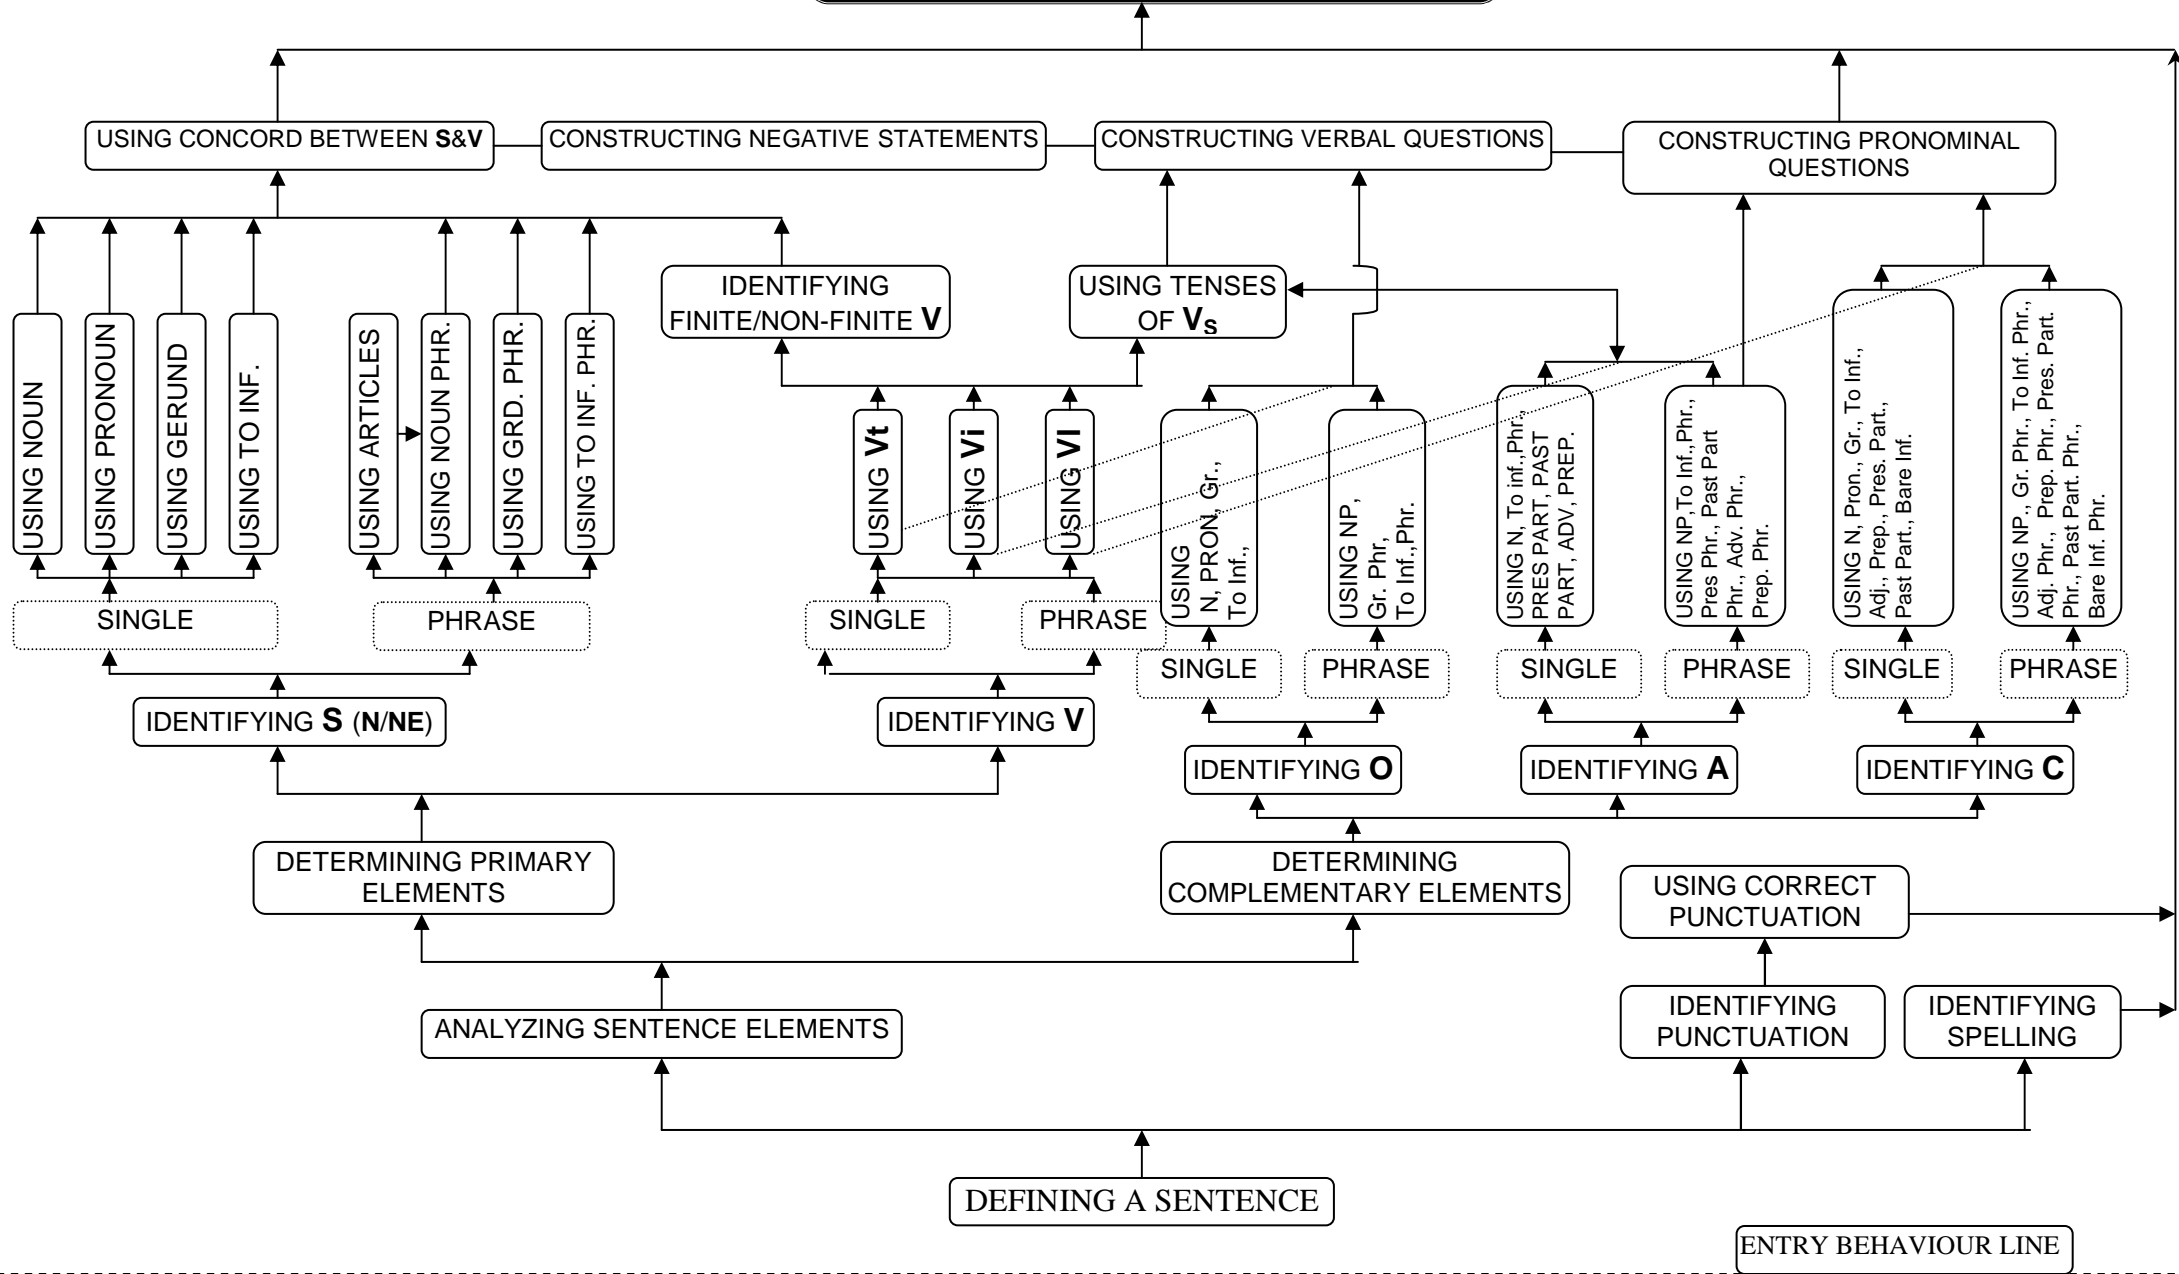 USING CONCORD BETWEEN S&V
CONSTRUCTING NEGATIVE STATEMENTS
CONSTRUCTING VERBAL QUESTIONS
CONSTRUCTING PRONOMINAL
QUESTIONS
IDENTIFYING
FINITE/NON-FINITE V
USING TENSES
OF Vs
USING NOUN
USING PRONOUN
USING GERUND
USING TO INF.
USING ARTICLES
USING NOUN PHR.
USING GRD. PHR.
USING TO INF. PHR.
USING Vt
USING Vi
USING Vl
USING
N, PRON, Gr.,
To Inf.,
USING NP,
Gr. Phr,
To Inf.,Phr.
USING N, To inf.,Phr.,
PRES PART, PAST
PART, ADV, PREP.
USING NP,To Inf.,Phr.,
Pres Phr., Past Part
Phr., Adv. Phr.,
Prep. Phr.
USING N, Pron., Gr., To Inf.,
Adj., Prep., Pres. Part.,
Past Part., Bare Inf.
USING NP., Gr. Phr., To Inf. Phr.,
Adj. Phr., Prep. Phr., Pres. Part.
Phr., Past Part. Phr.,
Bare Inf. Phr.
SINGLE
PHRASE
SINGLE
PHRASE
SINGLE
PHRASE
SINGLE
PHRASE
SINGLE
PHRASE
IDENTIFYING S (N/NE)
IDENTIFYING V
IDENTIFYING O
IDENTIFYING A
IDENTIFYING C
DETERMINING PRIMARY
ELEMENTS
DETERMINING
COMPLEMENTARY ELEMENTS
USING CORRECT
PUNCTUATION
ANALYZING SENTENCE ELEMENTS
IDENTIFYING
PUNCTUATION
IDENTIFYING
SPELLING
DEFINING A SENTENCE
ENTRY BEHAVIOUR LINE